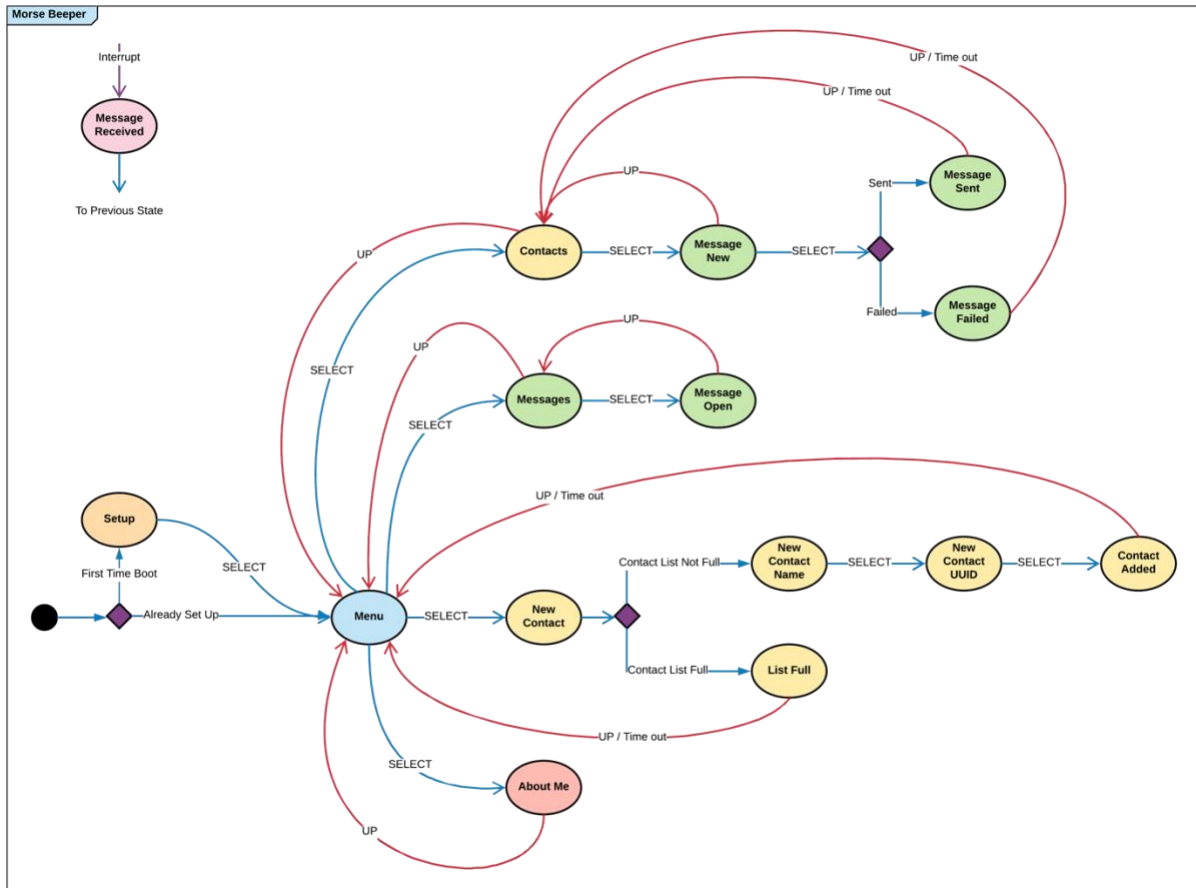 Morse Beeper
Interrupt
Message
Received
To Previous State
UP / Time out
UP / Time out
UP
Sent
Message
Sent
UP
Contacts
SELECT
Message
New
SELECT
Failed
Message
Failed
SELECT
UP
UP
Messages
SELECT
Message
Open
SELECT
UP / Time out
Setup
First Time Boot
SELECT
Already Set Up
Menu
SELECT
New
Contact
Contact List Not Full
New
Contact
Name
SELECT
New
Contact
UUID
SELECT
Contact
Added
Contact List Full
List Full
UP / Time out
SELECT
About Me
UP